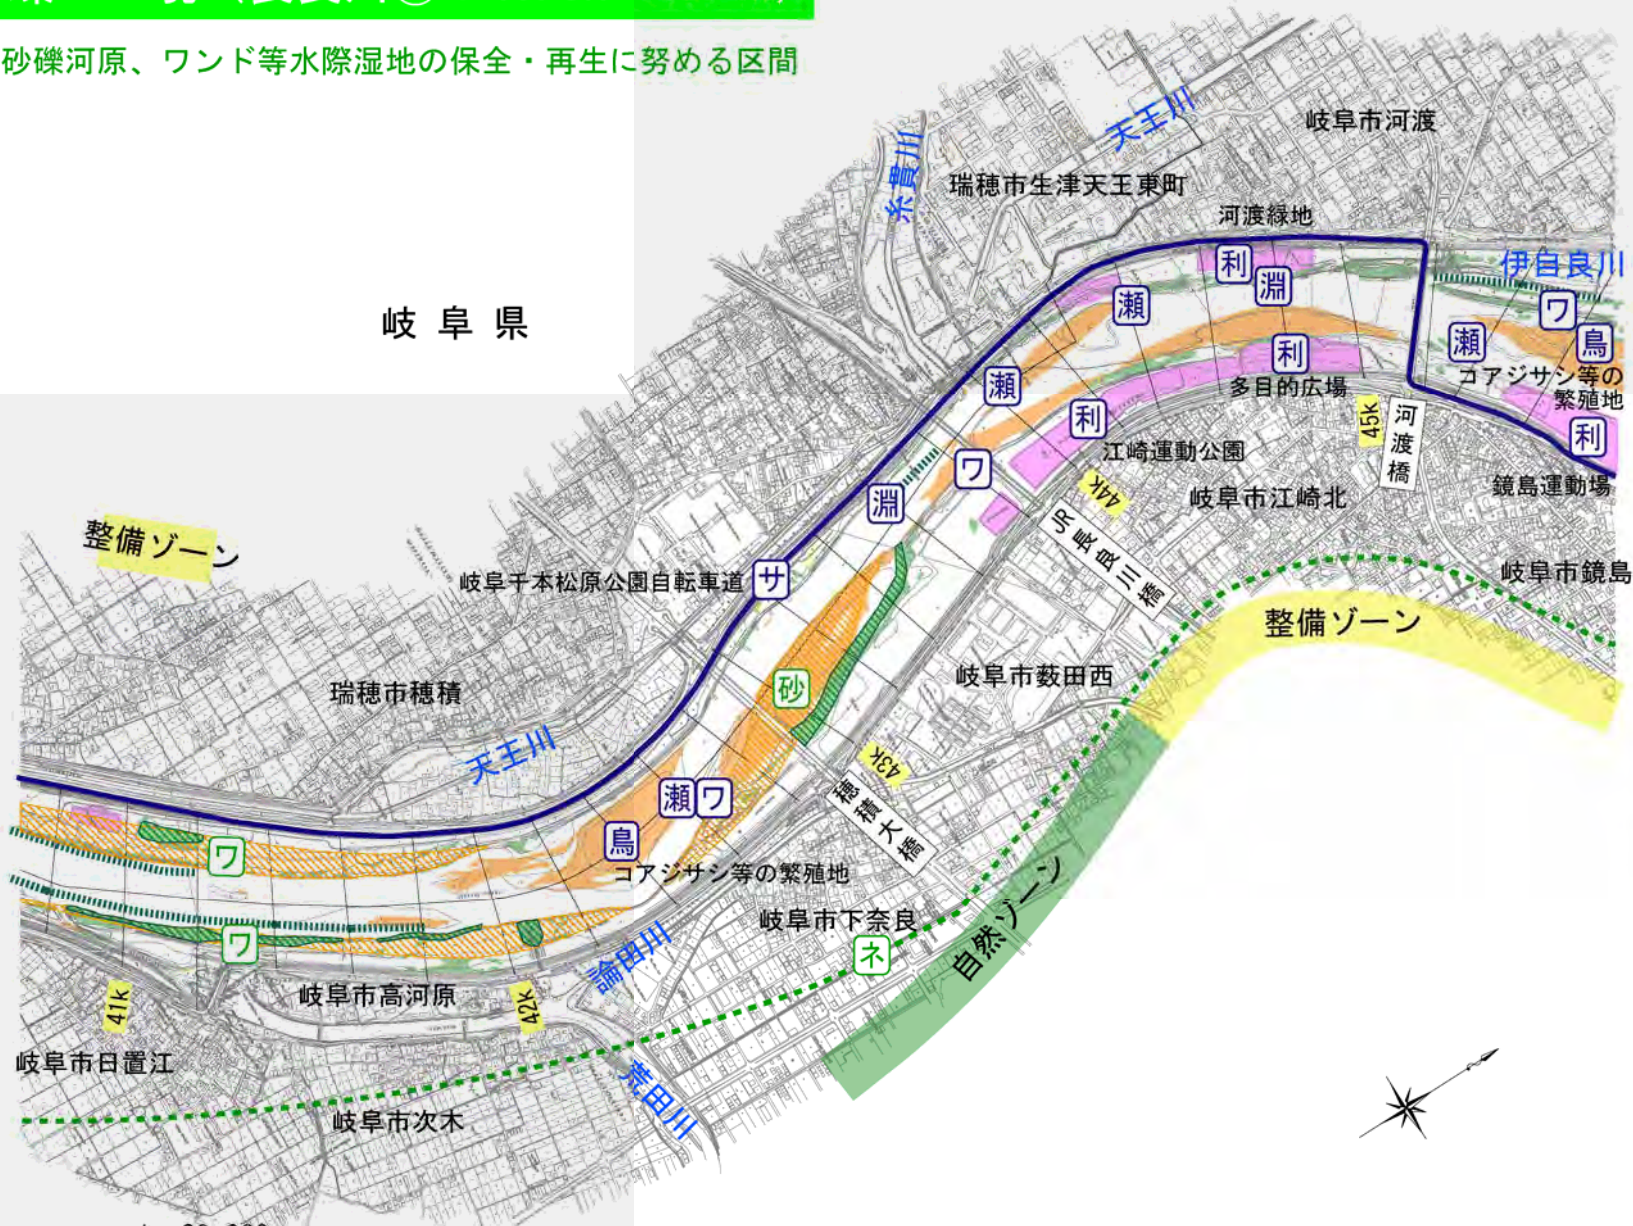 砂礫河原、ワンド等水際湿地の保全・再生に努める区間
岐阜県
天王川
岐阜市河渡
糸貫川
瑞穂市生津天王東町
河渡緑地
利
淵
伊自良川
瀬
ワ
瀬
鳥
利
コアジサシ等の
繁殖地
瀬
多目的広場
利
45k
河渡橋
利
江崎運動公園
ワ
鏡島運動場
44k
岐阜市江崎北
淵
JR長良川橋
整備ゾーン
岐阜千本松原公園自転車道
サ
岐阜市鏡島
整備ゾーン
岐阜市薮田西
砂
瑞穂市穂積
天王川
43k
瀬
ワ
穂積大橋
鳥
ワ
コアジサシ等の繁殖地
岐阜市下奈良
ワ
ネ
自然ゾーン
論田川
岐阜市高河原
41k
42k
岐阜市日置江
荒田川
岐阜市次木